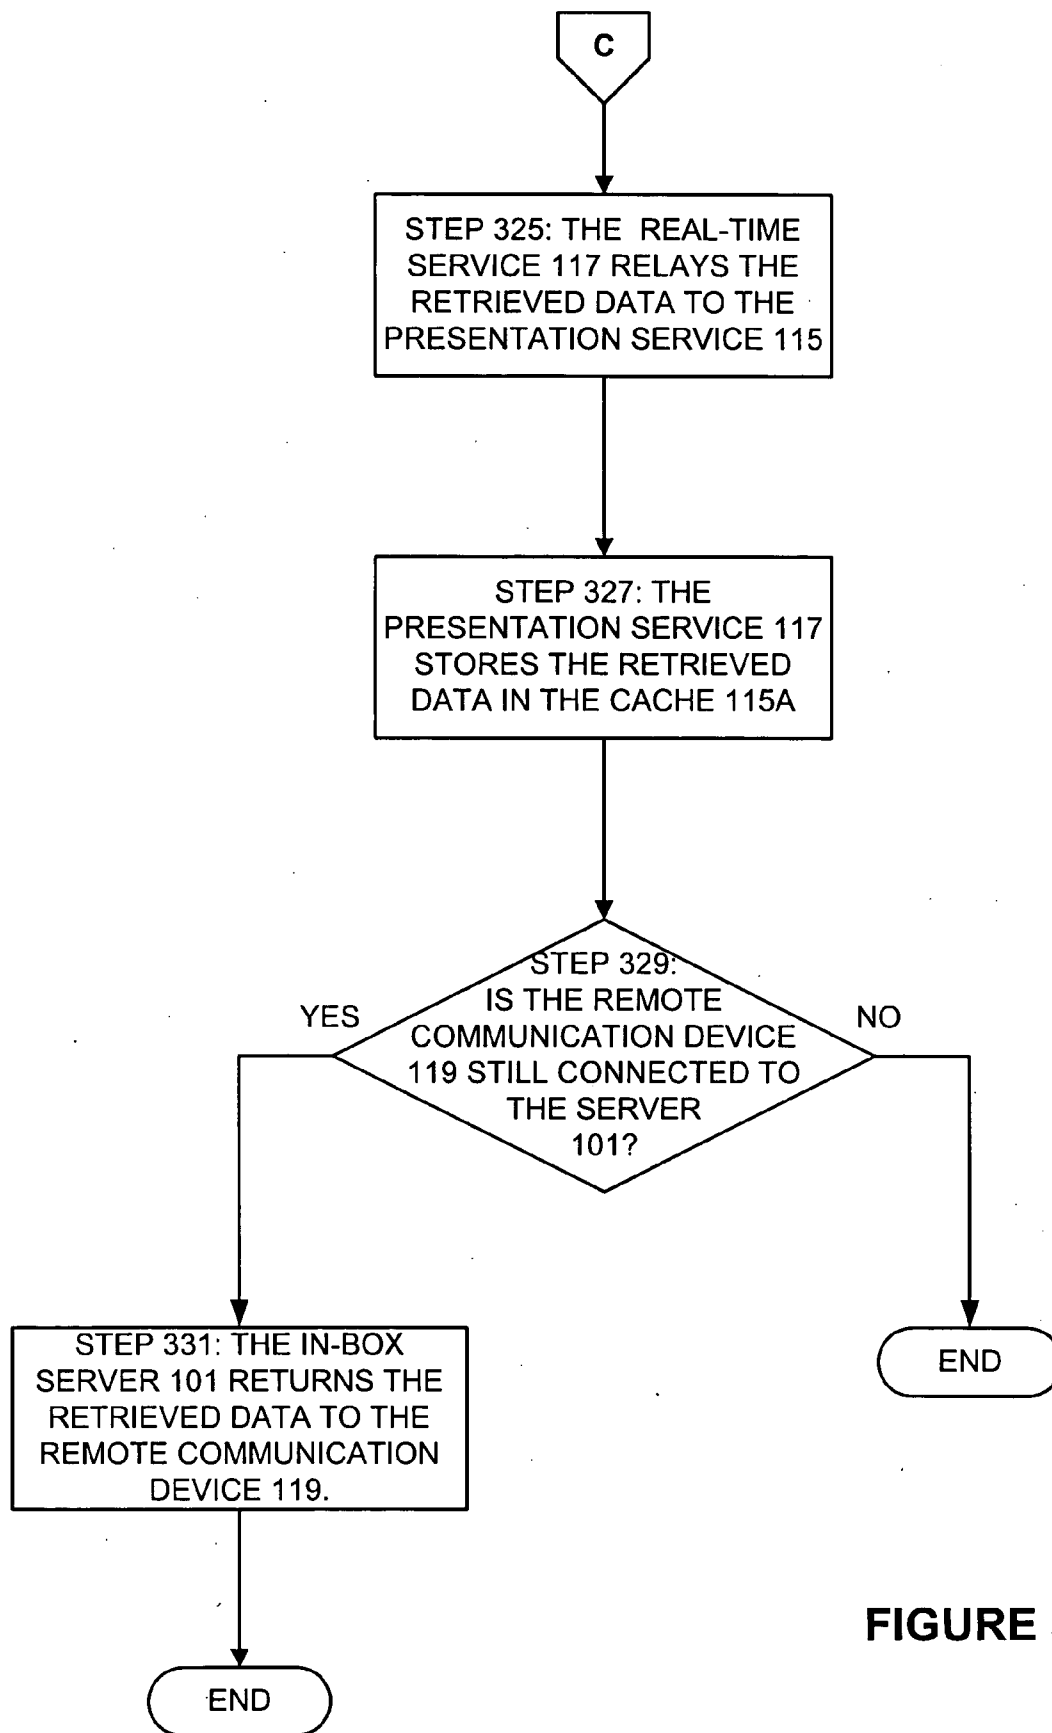 C
STEP 325: THE REAL-TIME
SERVICE 117 RELAYS THE
RETRIEVED DATA TO THE
PRESENTATION SERVICE 115
STEP 327: THE
PRESENTATION SERVICE 117
STORES THE RETRIEVED
DATA IN THE CACHE 115A
STEP 329:
IS THE REMOTE
COMMUNICATION DEVICE
119 STILL CONNECTED TO
THE SERVER
101?
YES
NO
STEP 331: THE IN-BOX
SERVER 101 RETURNS THE
RETRIEVED DATA TO THE
REMOTE COMMUNICATION
DEVICE 119.
END
END
FIGURE